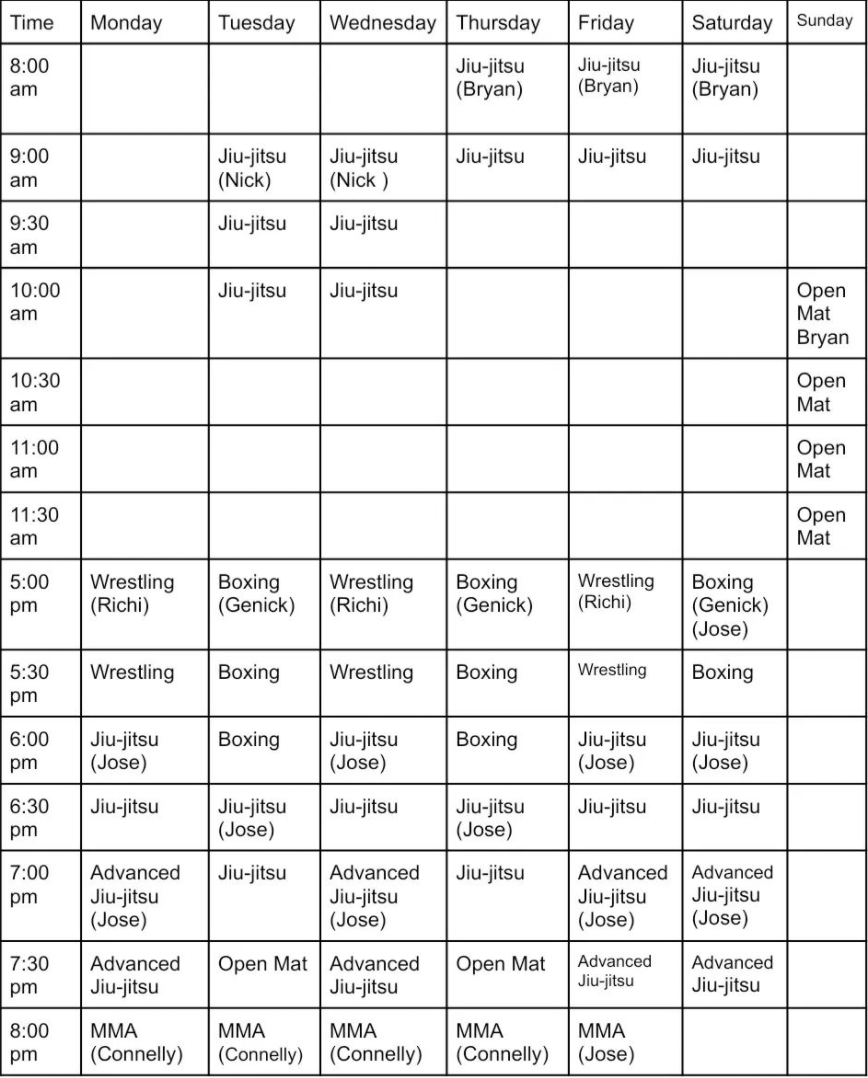 Time Monday Tuesday Wednesday Thursday Friday Saturday Sunday
8:00 Jiu-jitsu Jiu-jitsu Jiu-jitsu
am (Bryan) (Bryan) (Bryan)
9:00 Jiu-jitsu Jiu-jitsu Jiu-jitsu Jiu-jitsu Jiu-jitsu
am (Nick) (Nick )
9:30 Jiu-jitsu Jiu-jitsu
am
10:00 Jiu-jitsu Jiu-jitsu Open
am Mat
Bryan
10:30 Open
am Mat
11:00 Open
am Mat
11:30 Open
am Mat
5:00 Wrestling Boxing Wrestling Boxing Wrestling Boxing
pm (Richi) (Genick) (Richi) (Genick) (Richi) (Genick)
(Jose)
5:30 Wrestling Boxing Wrestling Boxing Wrestling Boxing
pm
6:00 Jiu-jitsu Boxing Jiu-jitsu Boxing Jiu-jitsu Jiu-jitsu
pm (Jose) (Jose) (Jose) (Jose)
6:30 Jiu-jitsu Jiu-jitsu Jiu-jitsu Jiu-jitsu Jiu-jitsu Jiu-jitsu
pm (Jose) (Jose)
7:00 Advanced Jiu-jitsu Advanced Jiu-jitsu Advanced Advanced
pm Jiu-jitsu Jiu-jitsu Jiu-jitsu Jiu-jitsu
(Jose) (Jose) (Jose) (Jose)
7:30 Advanced Open Mat Advanced Open Mat Advanced Advanced
pm Jiu-jitsu Jiu-jitsu Jiu-jitsu Jiu-jitsu
8:00 MMA MMA MMA MMA MMA
pm (Connelly) (Connelly) (Connelly) (Connelly) (Jose)